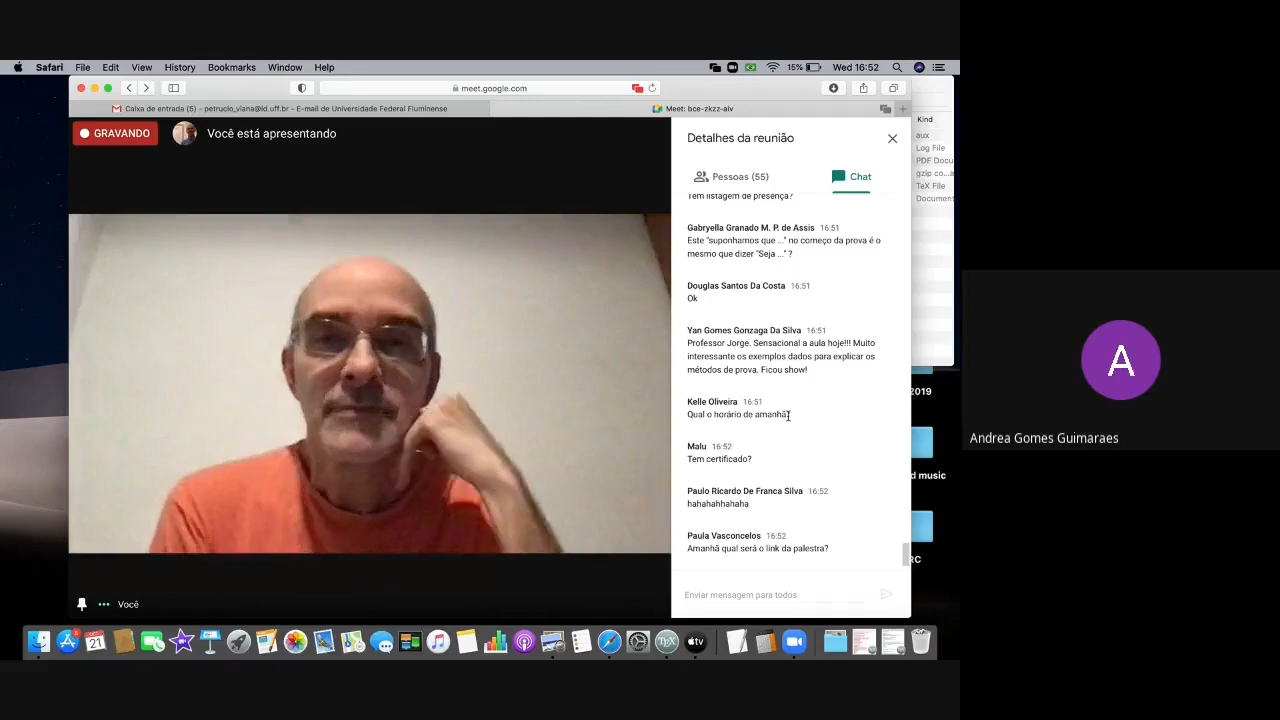 Safari File Edit View History Bookmarks Window Help
15% Wed 16:52
meet.google.com
Caixa de entrada (5) - petrucio_viana@id.uff.br - E-mail de Universidade Federal Fluminense
Meet: bce-zkzz-aiv
GRAVANDO
Você está apresentando
Detalhes da reunião
Pessoas (55)
Chat
Tem listagem de presença?
Gabryella Granado M. P. de Assis 16:51
Este "suponhamos que ..." no começo da prova é o
mesmo que dizer "Seja ..." ?
Douglas Santos Da Costa 16:51
Ok
Yan Gomes Gonzaga Da Silva 16:51
Professor Jorge. Sensacional a aula hoje!!! Muito
interessante os exemplos dados para explicar os
métodos de prova. Ficou show!
Kelle Oliveira 16:51
Qual o horário de amanhã?
Malu 16:52
Tem certificado?
Paulo Ricardo De Franca Silva 16:52
hahahahhahaha
Paula Vasconcelos 16:52
Amanhã qual será o link da palestra?
Enviar mensagem para todos
Você
Kind
aux
Log File
PDF Docu
gzip co...a
TeX File
Document
2019
d music
RC
A
Andrea Gomes Guimaraes
21
TEX
tv